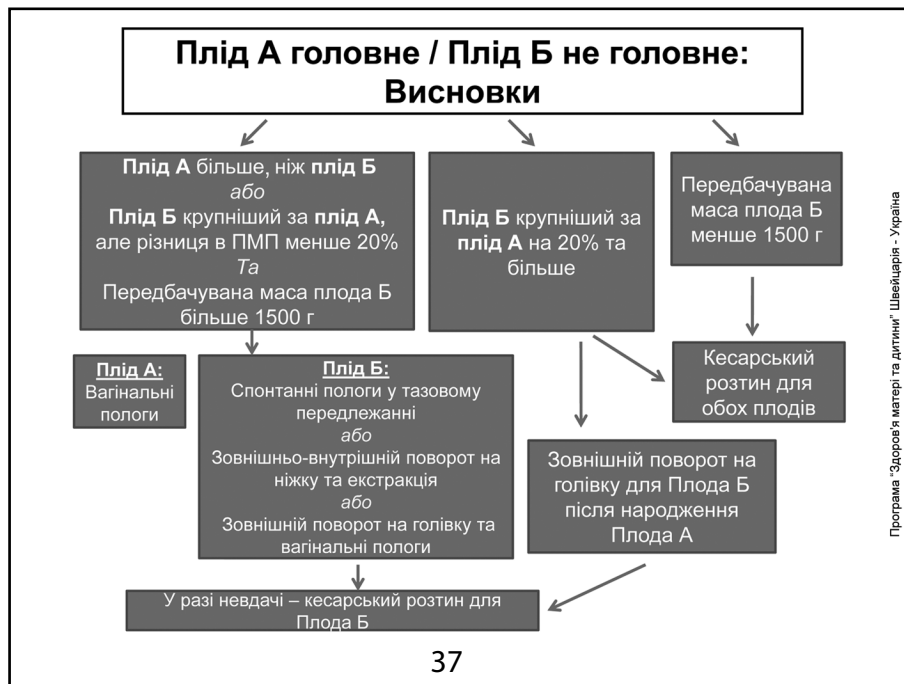 Плід А головне / Плід Б не головне:
Висновки
Плід А більше, ніж плід Б
або
Плід Б крупніший за плід А,
але різниця в ПМП менше 20%
Та
Передбачувана маса плода Б
більше 1500 г
Плід Б крупніший за
плід А на 20% та
більше
Передбачувана
маса плода Б
менше 1500 г
Плід А:
Вагінальні
пологи
Плід Б:
Спонтанні пологи у тазовому
передлежанні
або
Зовнішньо-внутрішній поворот на
ніжку та екстракція
або
Зовнішній поворот на голівку та
вагінальні пологи
Кесарський
розтин для
обох плодів
Зовнішній поворот на
голівку для Плода Б
після народження
Плода А
У разі невдачі – кесарський розтин для
Плода Б
Програма “Здоров'я матері та дитини” Швейцарія - Україна
37